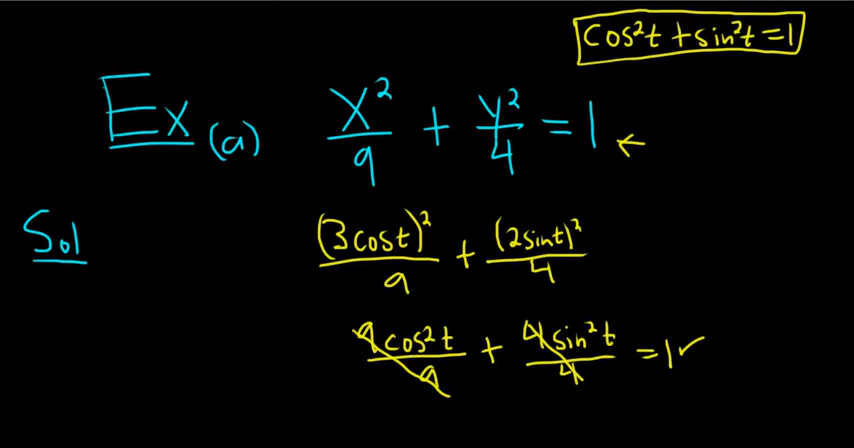 cos²t + sin²t = 1
Ex (a) x²/9 + y²/4 = 1 ←
Sol (3cost)²/9 + (2sint)²/4
9cos²t/9 + 4sin²t/4 = 1 ✓